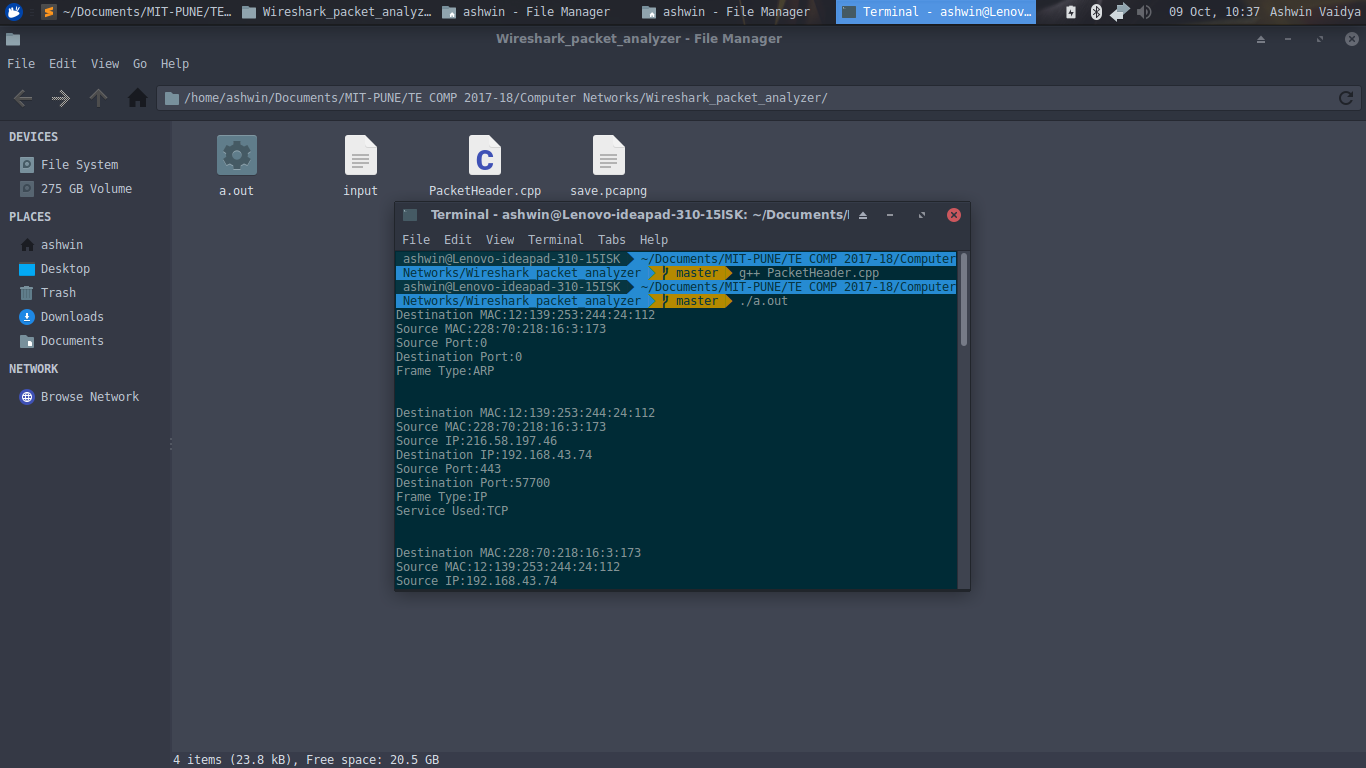 ~/Documents/MIT-PUNE/TE... Wireshark_packet_analyz... ashwin - File Manager ashwin - File Manager Terminal - ashwin@Lenov... 09 Oct, 10:37 Ashwin Vaidya
Wireshark_packet_analyzer - File Manager
File Edit View Go Help
/home/ashwin/Documents/MIT-PUNE/TE COMP 2017-18/Computer Networks/Wireshark_packet_analyzer/
DEVICES
File System
275 GB Volume
PLACES
ashwin
Desktop
Trash
Downloads
Documents
NETWORK
Browse Network
C
a.out input PacketHeader.cpp save.pcapng
Terminal - ashwin@Lenovo-ideapad-310-15ISK: ~/Documents/
File Edit View Terminal Tabs Help
ashwin@Lenovo-ideapad-310-15ISK ~/Documents/MIT-PUNE/TE COMP 2017-18/Computer
Networks/Wireshark_packet_analyzer master g++ PacketHeader.cpp
ashwin@Lenovo-ideapad-310-15ISK ~/Documents/MIT-PUNE/TE COMP 2017-18/Computer
Networks/Wireshark_packet_analyzer master ./a.out
Destination MAC:12:139:253:244:24:112
Source MAC:228:70:218:16:3:173
Source Port:0
Destination Port:0
Frame Type:ARP
Destination MAC:12:139:253:244:24:112
Source MAC:228:70:218:16:3:173
Source IP:216.58.197.46
Destination IP:192.168.43.74
Source Port:443
Destination Port:57700
Frame Type:IP
Service Used:TCP
Destination MAC:228:70:218:16:3:173
Source MAC:12:139:253:244:24:112
Source IP:192.168.43.74
4 items (23.8 kB), Free space: 20.5 GB